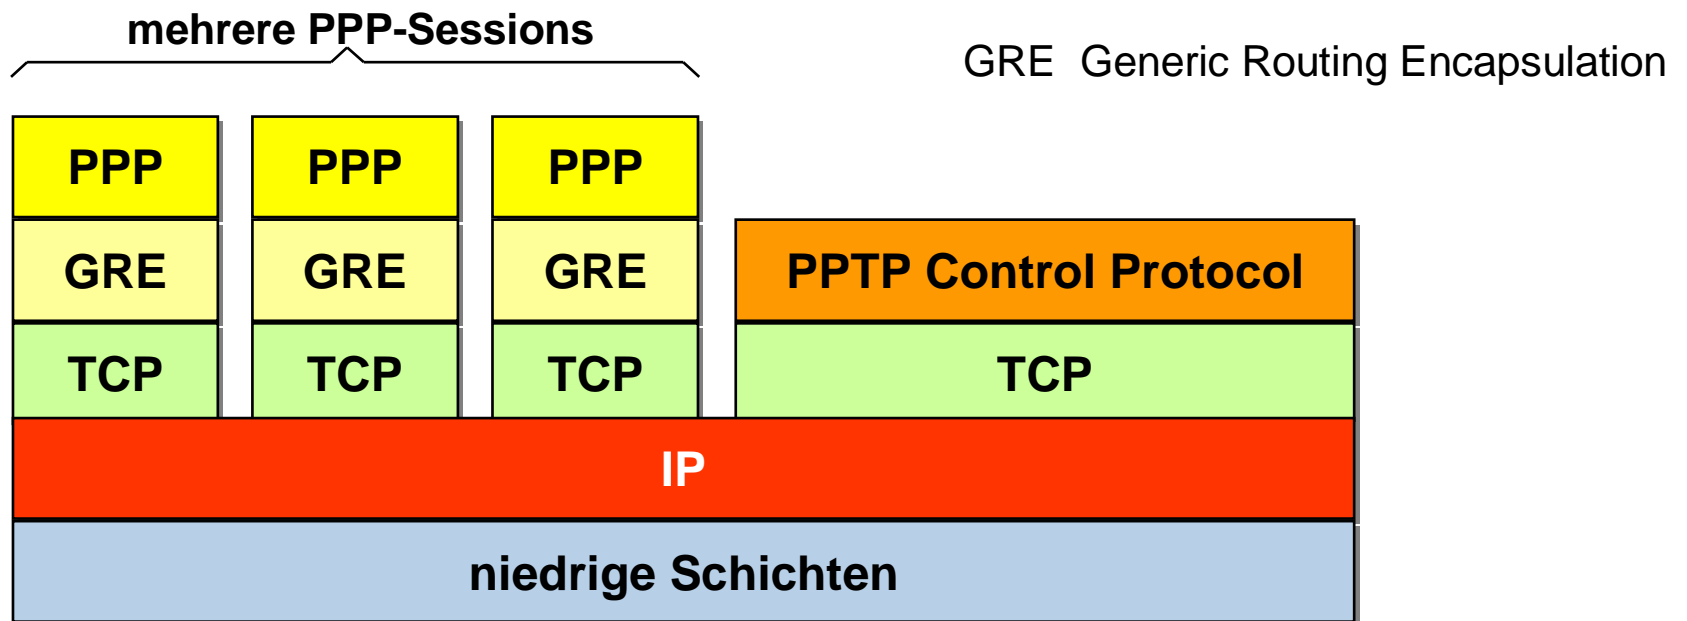 mehrere PPP-Sessions
GRE Generic Routing Encapsulation
PPP PPP PPP
GRE GRE GRE PPTP Control Protocol
TCP TCP TCP TCP
IP
niedrige Schichten